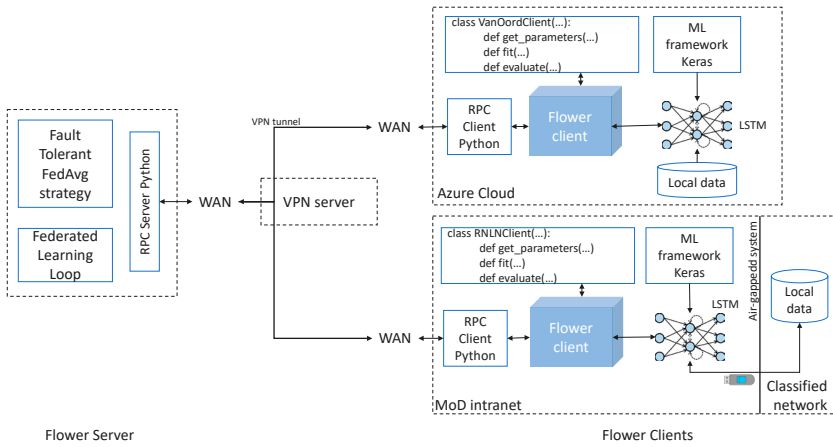 Fault
Tolerant
FedAvg
strategy
Federated
Learning
Loop
RPC Server Python
WAN
VPN tunnel
VPN server
WAN
class VanOordClient(...):
def get_parameters(...)
def fit(...)
def evaluate(...)
ML
framework
Keras
RPC
Client
Python
Flower
client
LSTM
Local data
Azure Cloud
WAN
class RNLNClient(...):
def get_parameters(...)
def fit(...)
def evaluate(...)
ML
framework
Keras
RPC
Client
Python
Flower
client
LSTM
Air-gappedd system
Local
data
MoD intranet
Classified
network
Flower Server
Flower Clients